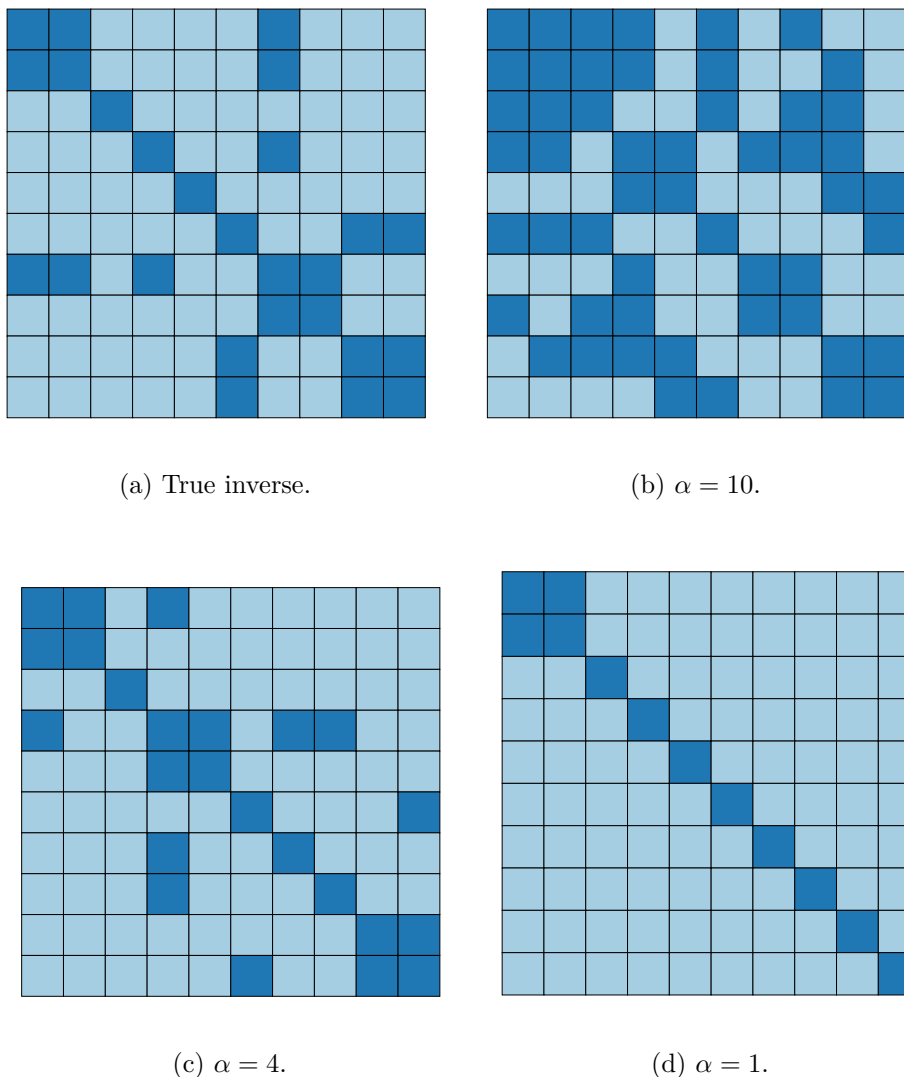 (a) True inverse.
(b) α = 10.
(c) α = 4.
(d) α = 1.